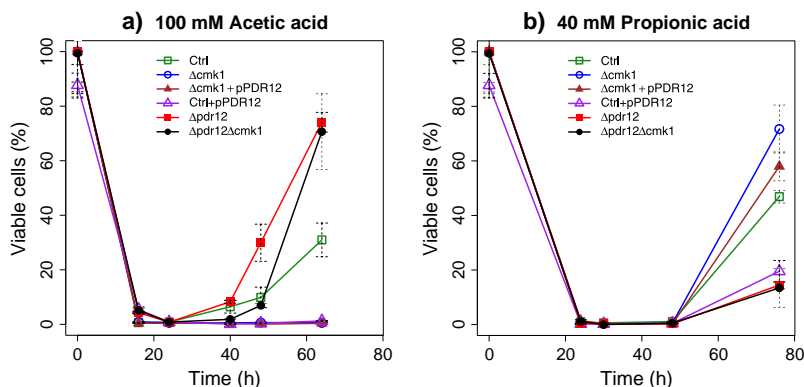 a) 100 mM Acetic acid
Viable cells (%)
100
80
60
40
20
0
Ctrl
Δcmk1
Δcmk1+pPDR12
Ctrl+pPDR12
Δpdr12
Δpdr12Δcmk1
0 20 40 60 80
Time (h)
b) 40 mM Propionic acid
Viable cells (%)
100
80
60
40
20
0
Ctrl
Δcmk1
Δcmk1+pPDR12
Ctrl+pPDR12
Δpdr12
Δpdr12Δcmk1
0 20 40 60 80
Time (h)